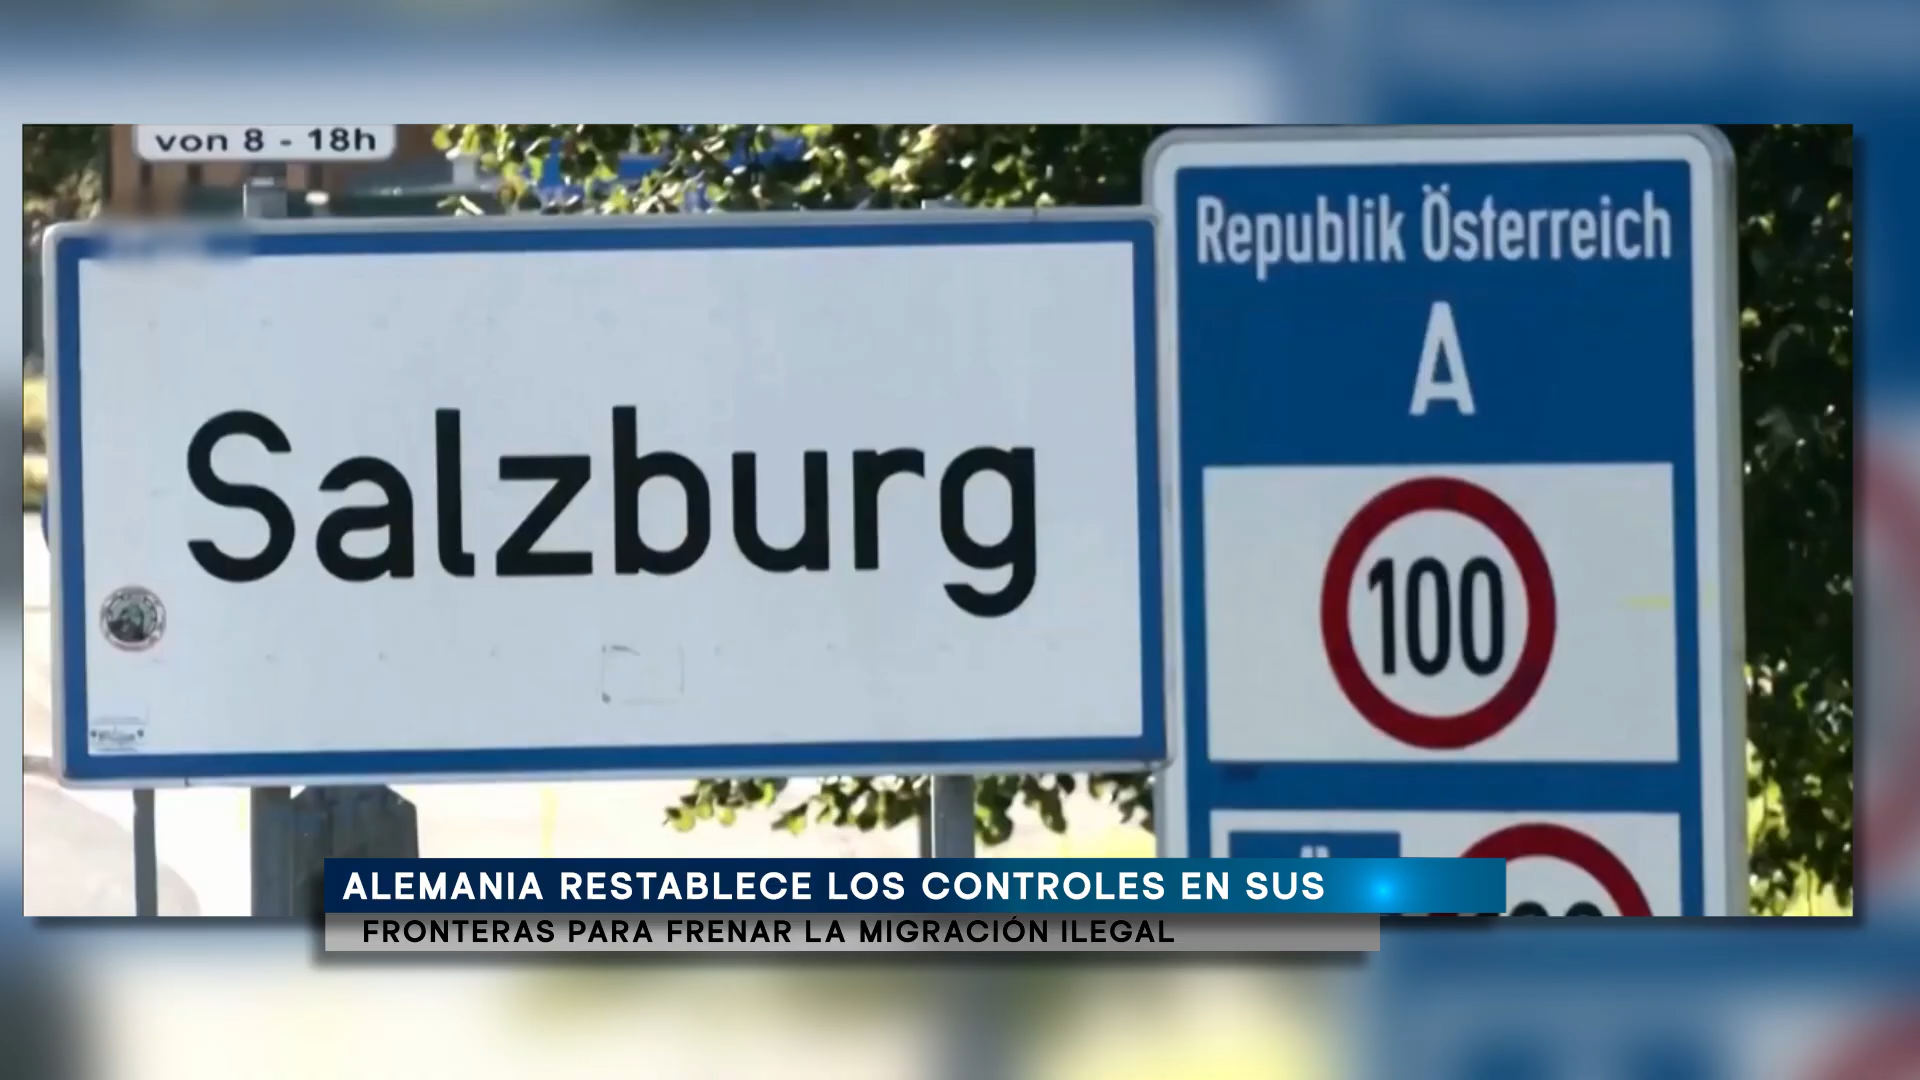 von 8 - 18h
Salzburg
Republik Österreich
A
100
ALEMANIA RESTABLECE LOS CONTROLES EN SUS
FRONTERAS PARA FRENAR LA MIGRACIÓN ILEGAL